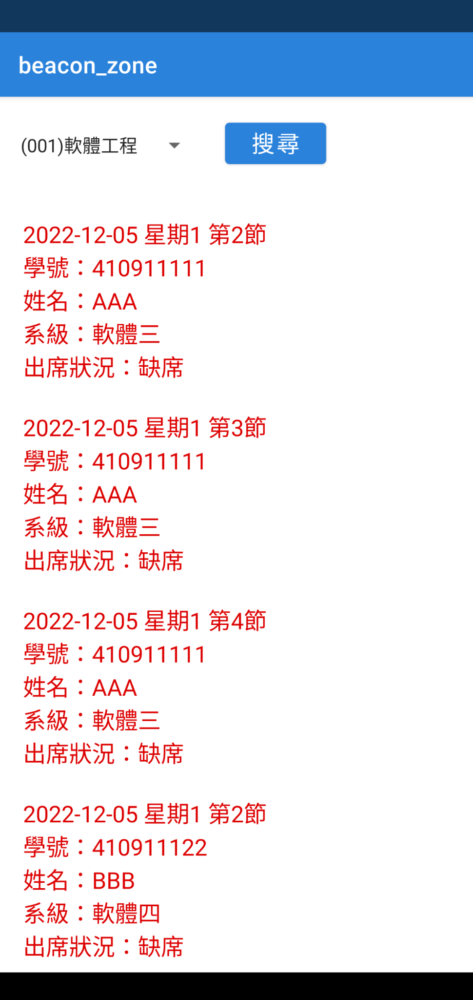 beacon_zone
(001)軟體工程
搜尋
2022-12-05 星期1 第2節
學號：410911111
姓名：AAA
系級：軟體三
出席狀況：缺席
2022-12-05 星期1 第3節
學號：410911111
姓名：AAA
系級：軟體三
出席狀況：缺席
2022-12-05 星期1 第4節
學號：410911111
姓名：AAA
系級：軟體三
出席狀況：缺席
2022-12-05 星期1 第2節
學號：410911122
姓名：BBB
系級：軟體四
出席狀況：缺席